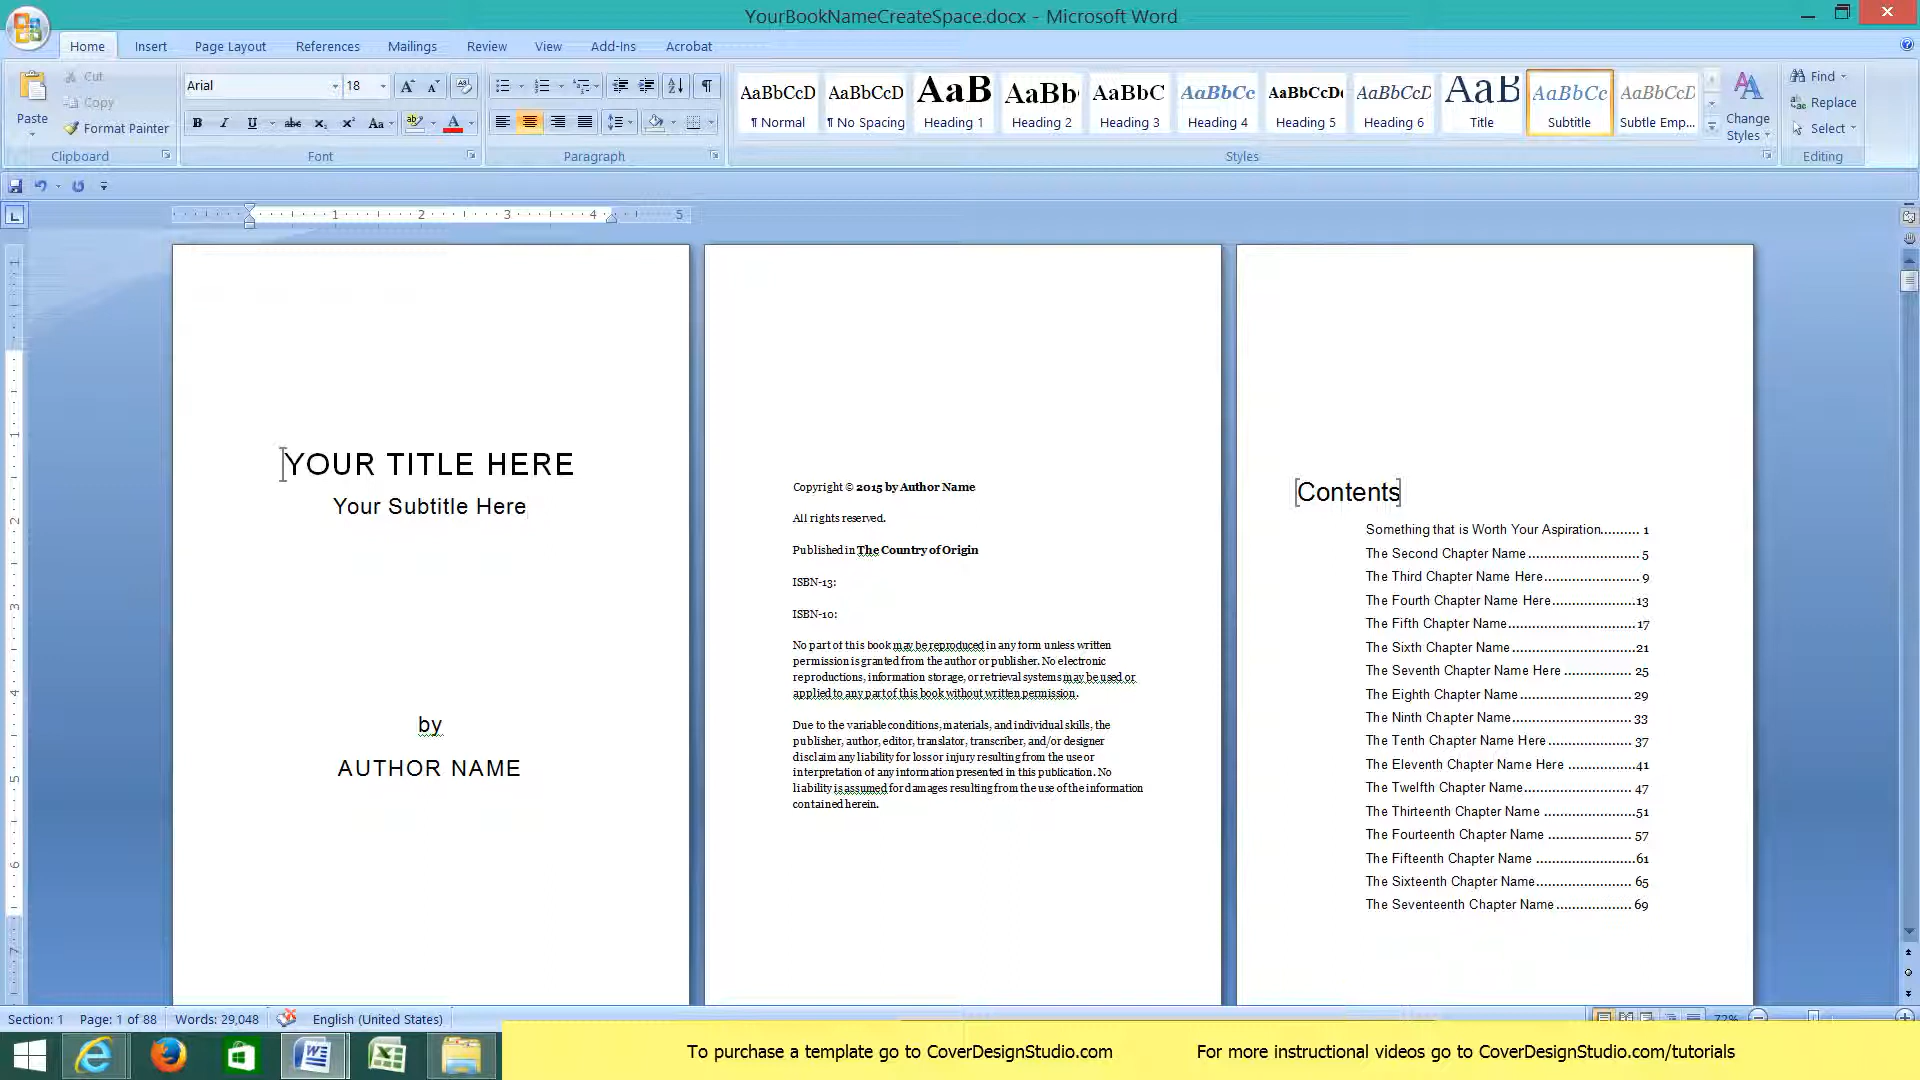 YourBookNameCreateSpace.docx - Microsoft Word
Home Insert Page Layout References Mailings Review View Add-Ins Acrobat
Paste
Cut
Copy
Format Painter
Clipboard
Arial 18
B I U abc x₂ x² Aa A
Font
Paragraph
AaBbCcD AaBbCcD AaB AaBb AaBbC AaBbCc AaBbCcD AaBbCcD AaB AaBbCc AaBbCcD
¶ Normal ¶ No Spacing Heading 1 Heading 2 Heading 3 Heading 4 Heading 5 Heading 6 Title Subtitle Subtle Emp...
Change
Styles
Styles
Find
Replace
Select
Editing
1 2 3 4 5
YOUR TITLE HERE
Your Subtitle Here
by
AUTHOR NAME
Copyright © 2015 by Author Name
All rights reserved.
Published in The Country of Origin
ISBN-13:
ISBN-10:
No part of this book may be reproduced in any form unless written
permission is granted from the author or publisher. No electronic
reproductions, information storage, or retrieval systems may be used or
applied to any part of this book without written permission.
Due to the variable conditions, materials, and individual skills, the
publisher, author, editor, translator, transcriber, and/or designer
disclaim any liability for loss or injury resulting from the use or
interpretation of any information presented in this publication. No
liability is assumed for damages resulting from the use of the information
contained herein.
Contents
Something that is Worth Your Aspiration.......... 1
The Second Chapter Name ........................... 5
The Third Chapter Name Here....................... 9
The Fourth Chapter Name Here......................13
The Fifth Chapter Name................................ 17
The Sixth Chapter Name................................21
The Seventh Chapter Name Here .................. 25
The Eighth Chapter Name ............................ 29
The Ninth Chapter Name............................... 33
The Tenth Chapter Name Here ..................... 37
The Eleventh Chapter Name Here .................41
The Twelfth Chapter Name............................ 47
The Thirteenth Chapter Name .......................51
The Fourteenth Chapter Name ..................... 57
The Fifteenth Chapter Name .........................61
The Sixteenth Chapter Name........................ 65
The Seventeenth Chapter Name ................... 69
Section: 1 Page: 1 of 88 Words: 29,048 English (United States) 72%
To purchase a template go to CoverDesignStudio.com For more instructional videos go to CoverDesignStudio.com/tutorials